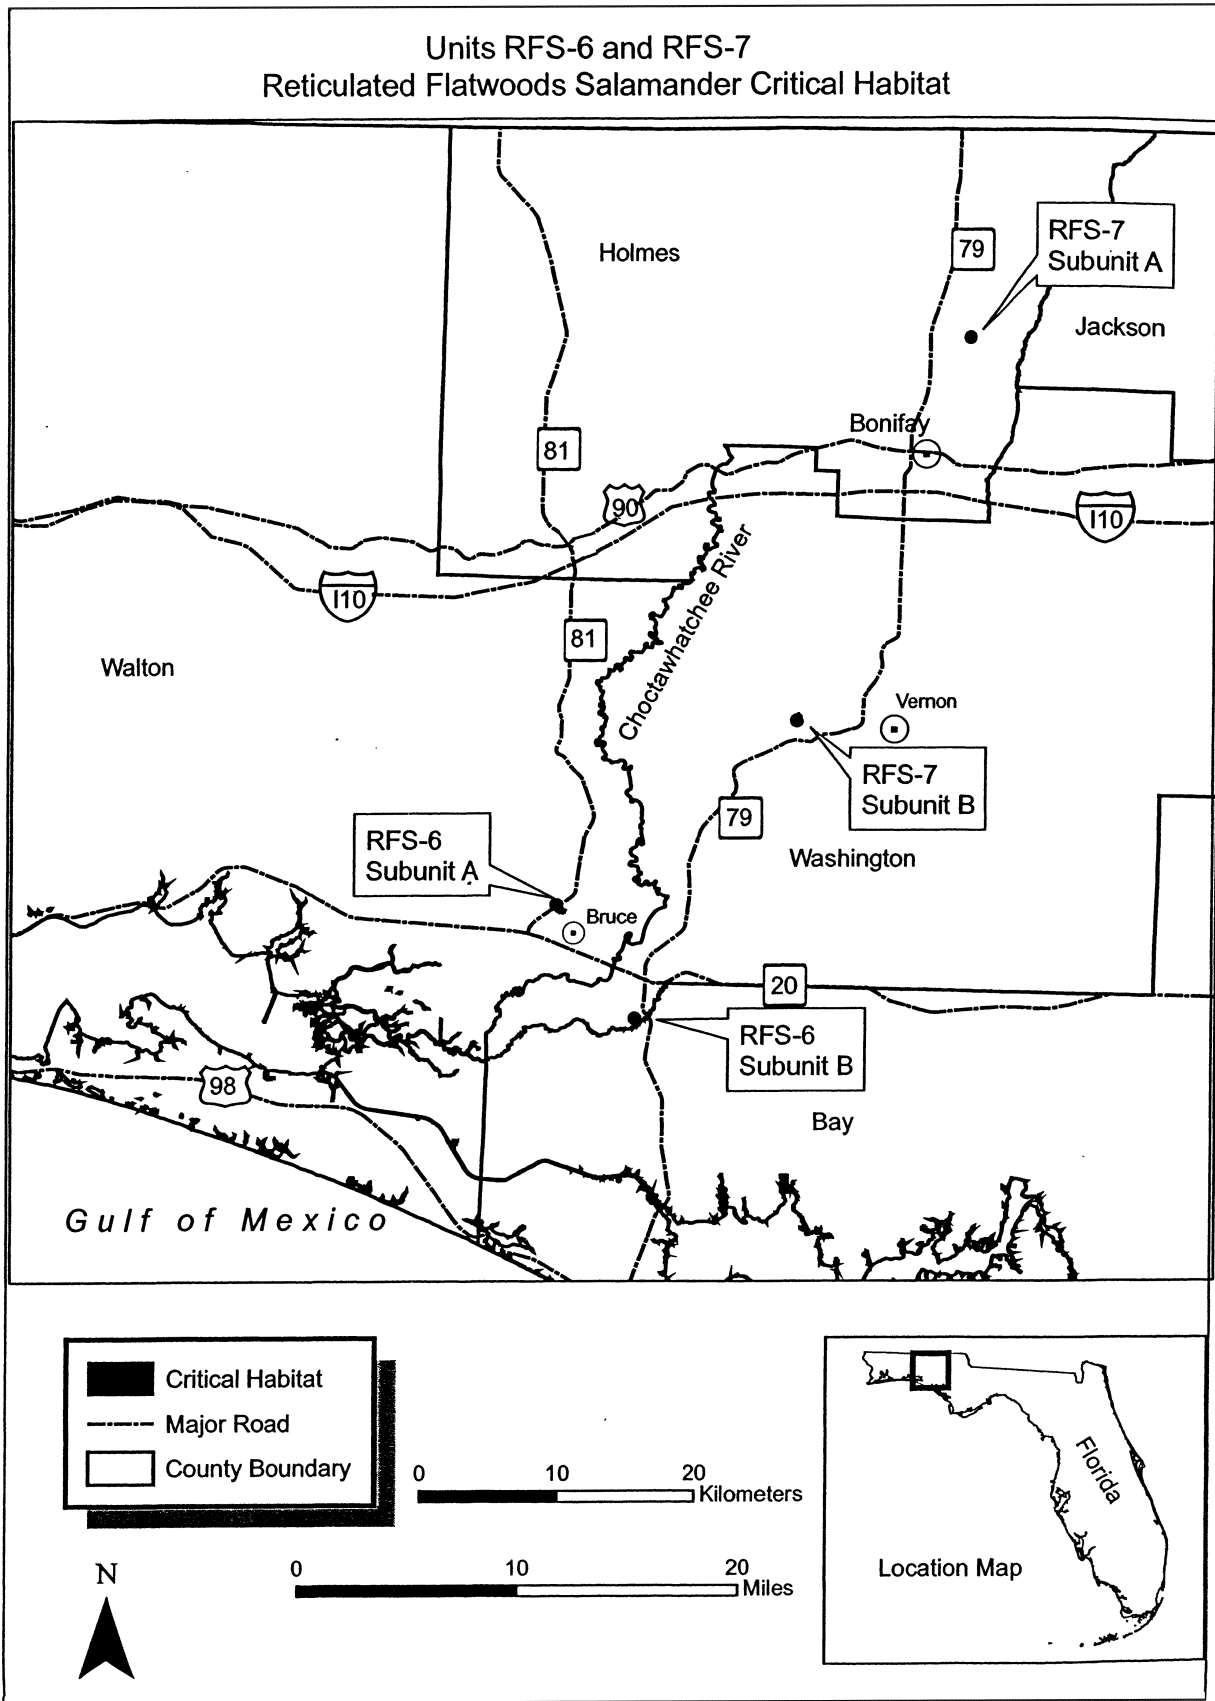 Units RFS-6 and RFS-7
Reticulated Flatwoods Salamander Critical Habitat
RFS-7
Subunit A
79
Holmes
Jackson
Bonifay
81
90
I10
I10
Choctawhatchee River
81
Walton
Vernon
RFS-7
Subunit B
79
RFS-6
Subunit A
Washington
Bruce
20
RFS-6
Subunit B
98
Bay
Gulf of Mexico
Critical Habitat
Major Road
County Boundary
0 10 20
Kilometers
0 10 20
Miles
N
Florida
Location Map